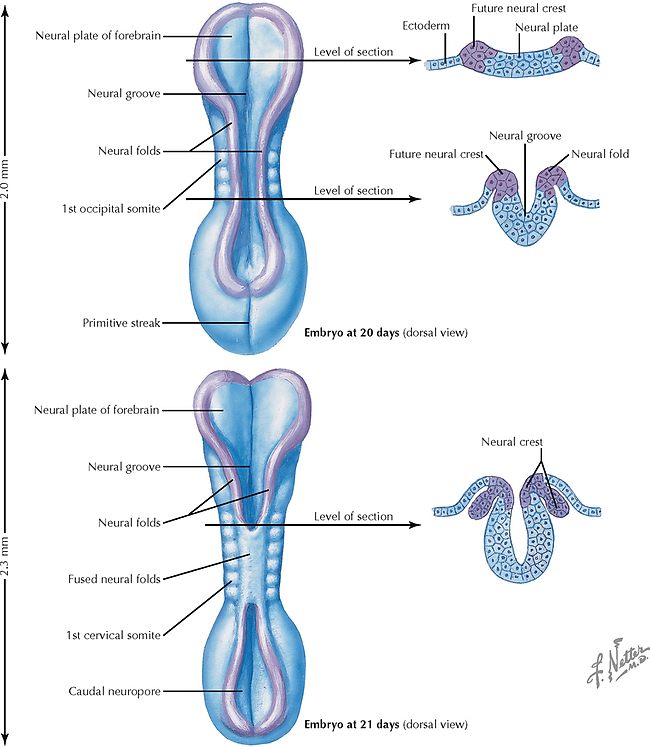 Future neural crest
Ectoderm
Neural plate
Neural plate of forebrain
Level of section
Neural groove
Neural groove
Neural folds
Future neural crest
Neural fold
2.0 mm
1st occipital somite
Level of section
Primitive streak
Embryo at 20 days (dorsal view)
Neural plate of forebrain
Neural crest
Neural groove
Neural folds
Level of section
2.3 mm
Fused neural folds
1st cervical somite
Caudal neuropore
Embryo at 21 days (dorsal view)
F. Netter
M.D.